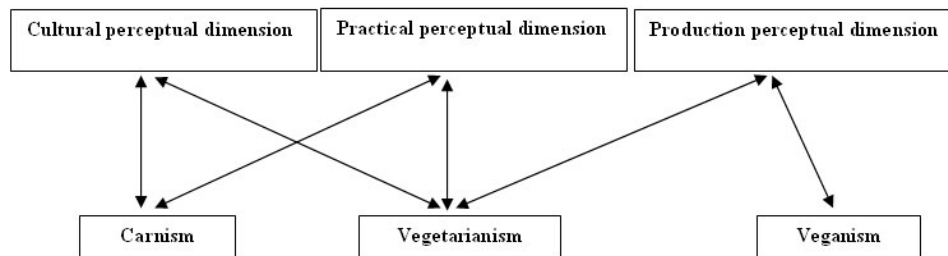 Cultural perceptual dimension
Practical perceptual dimension
Production perceptual dimension
Carnism
Vegetarianism
Veganism